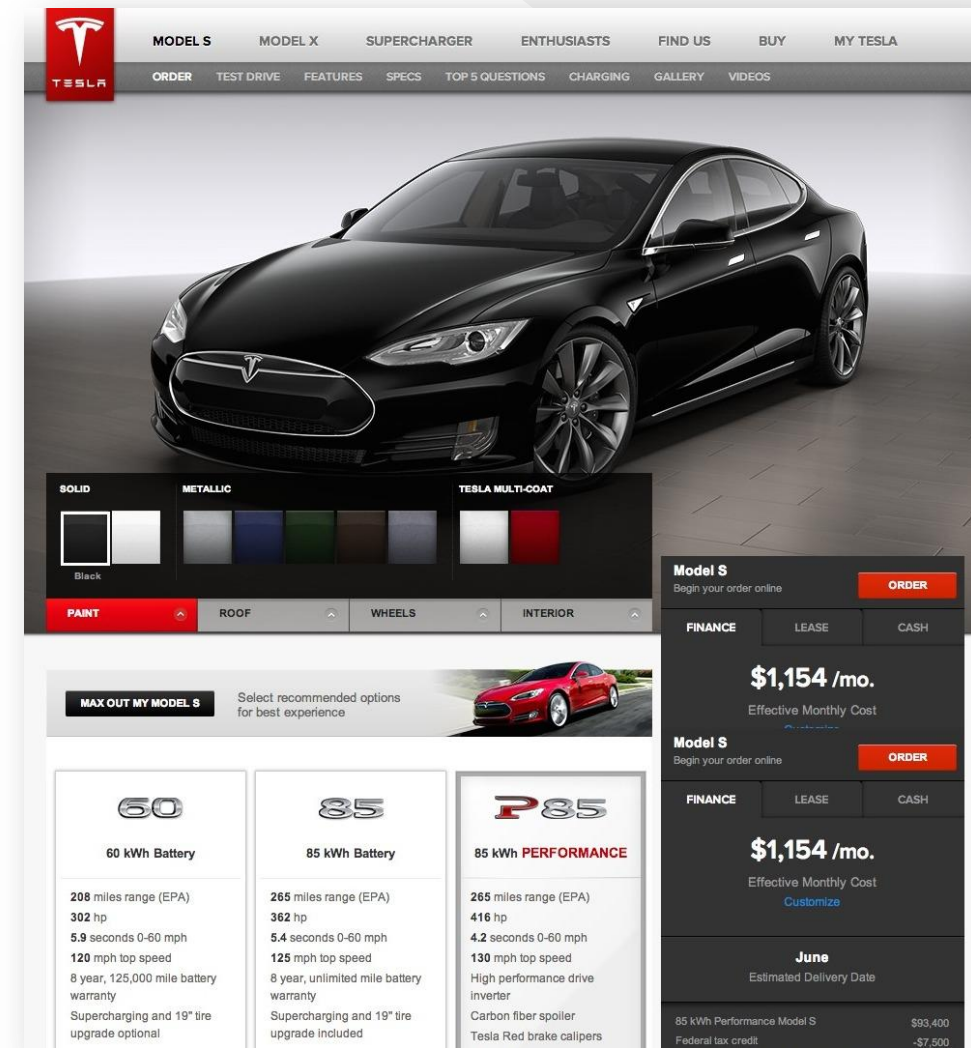 TESLA
MODEL S MODEL X SUPERCHARGER ENTHUSIASTS FIND US BUY MY TESLA
ORDER TEST DRIVE FEATURES SPECS TOP 5 QUESTIONS CHARGING GALLERY VIDEOS
SOLID METALLIC TESLA MULTI-COAT
Black
PAINT ROOF WHEELS INTERIOR
MAX OUT MY MODEL S
Select recommended options
for best experience
60
60 kWh Battery
208 miles range (EPA)
302 hp
5.9 seconds 0-60 mph
120 mph top speed
8 year, 125,000 mile battery
warranty
Supercharging and 19" tire
upgrade optional
85
85 kWh Battery
265 miles range (EPA)
362 hp
5.4 seconds 0-60 mph
125 mph top speed
8 year, unlimited mile battery
warranty
Supercharging and 19" tire
upgrade included
P85
85 kWh PERFORMANCE
265 miles range (EPA)
416 hp
4.2 seconds 0-60 mph
130 mph top speed
High performance drive
inverter
Carbon fiber spoiler
Tesla Red brake calipers
Model S
Begin your order online
ORDER
FINANCE LEASE CASH
$1,154 /mo.
Effective Monthly Cost
Model S
Begin your order online
ORDER
FINANCE LEASE CASH
$1,154 /mo.
Effective Monthly Cost
Customize
June
Estimated Delivery Date
85 kWh Performance Model S $93,400
Federal tax credit -$7,500